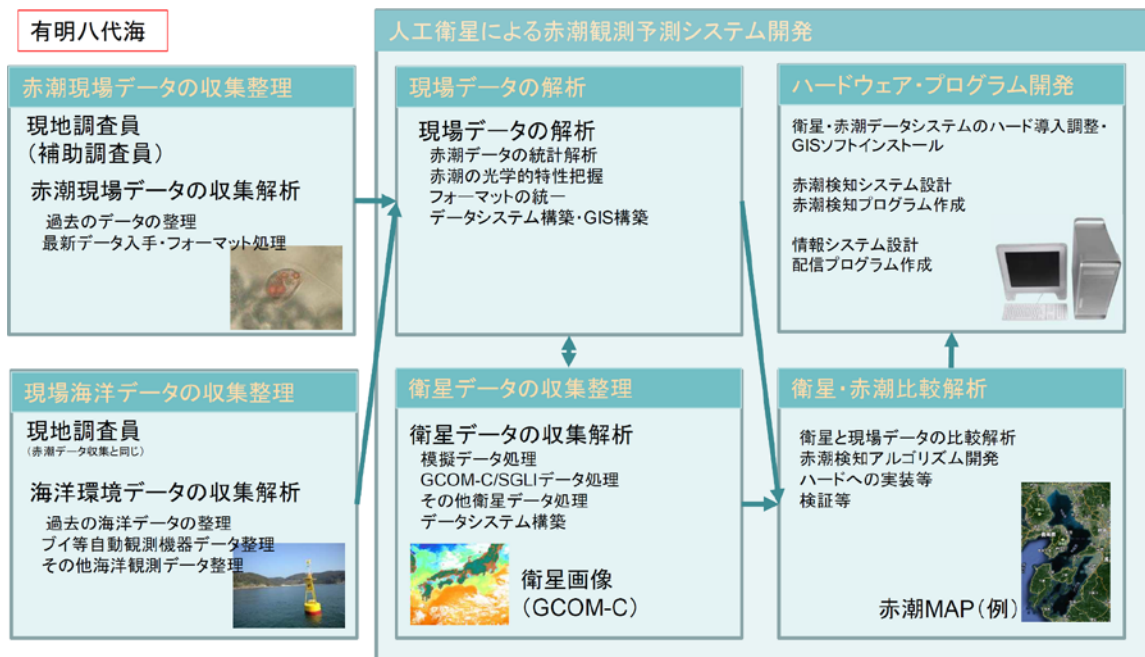 有明八代海
人工衛星による赤潮観測予測システム開発
赤潮現場データの収集整理
現地調査員
(補助調査員)
赤潮現場データの収集解析
過去のデータの整理
最新データ入手・フォーマット処理
現場海洋データの収集整理
現地調査員
(赤潮データ収集と同じ)
海洋環境データの収集解析
過去の海洋データの整理
ブイ等自動観測機器データ整理
その他海洋観測データ整理
現場データの解析
現場データの解析
赤潮データの統計解析
赤潮の光学的特性把握
フォーマットの統一
データシステム構築・GIS構築
衛星データの収集整理
衛星データの収集解析
模擬データ処理
GCOM-C/SGLIデータ処理
その他衛星データ処理
データシステム構築
衛星画像
(GCOM-C)
ハードウェア・プログラム開発
衛星・赤潮データシステムのハード導入調整・
GISソフトインストール
赤潮検知システム設計
赤潮検知プログラム作成
情報システム設計
配信プログラム作成
衛星・赤潮比較解析
衛星と現場データの比較解析
赤潮検知アルゴリズム開発
ハードへの実装等
検証等
赤潮MAP(例)